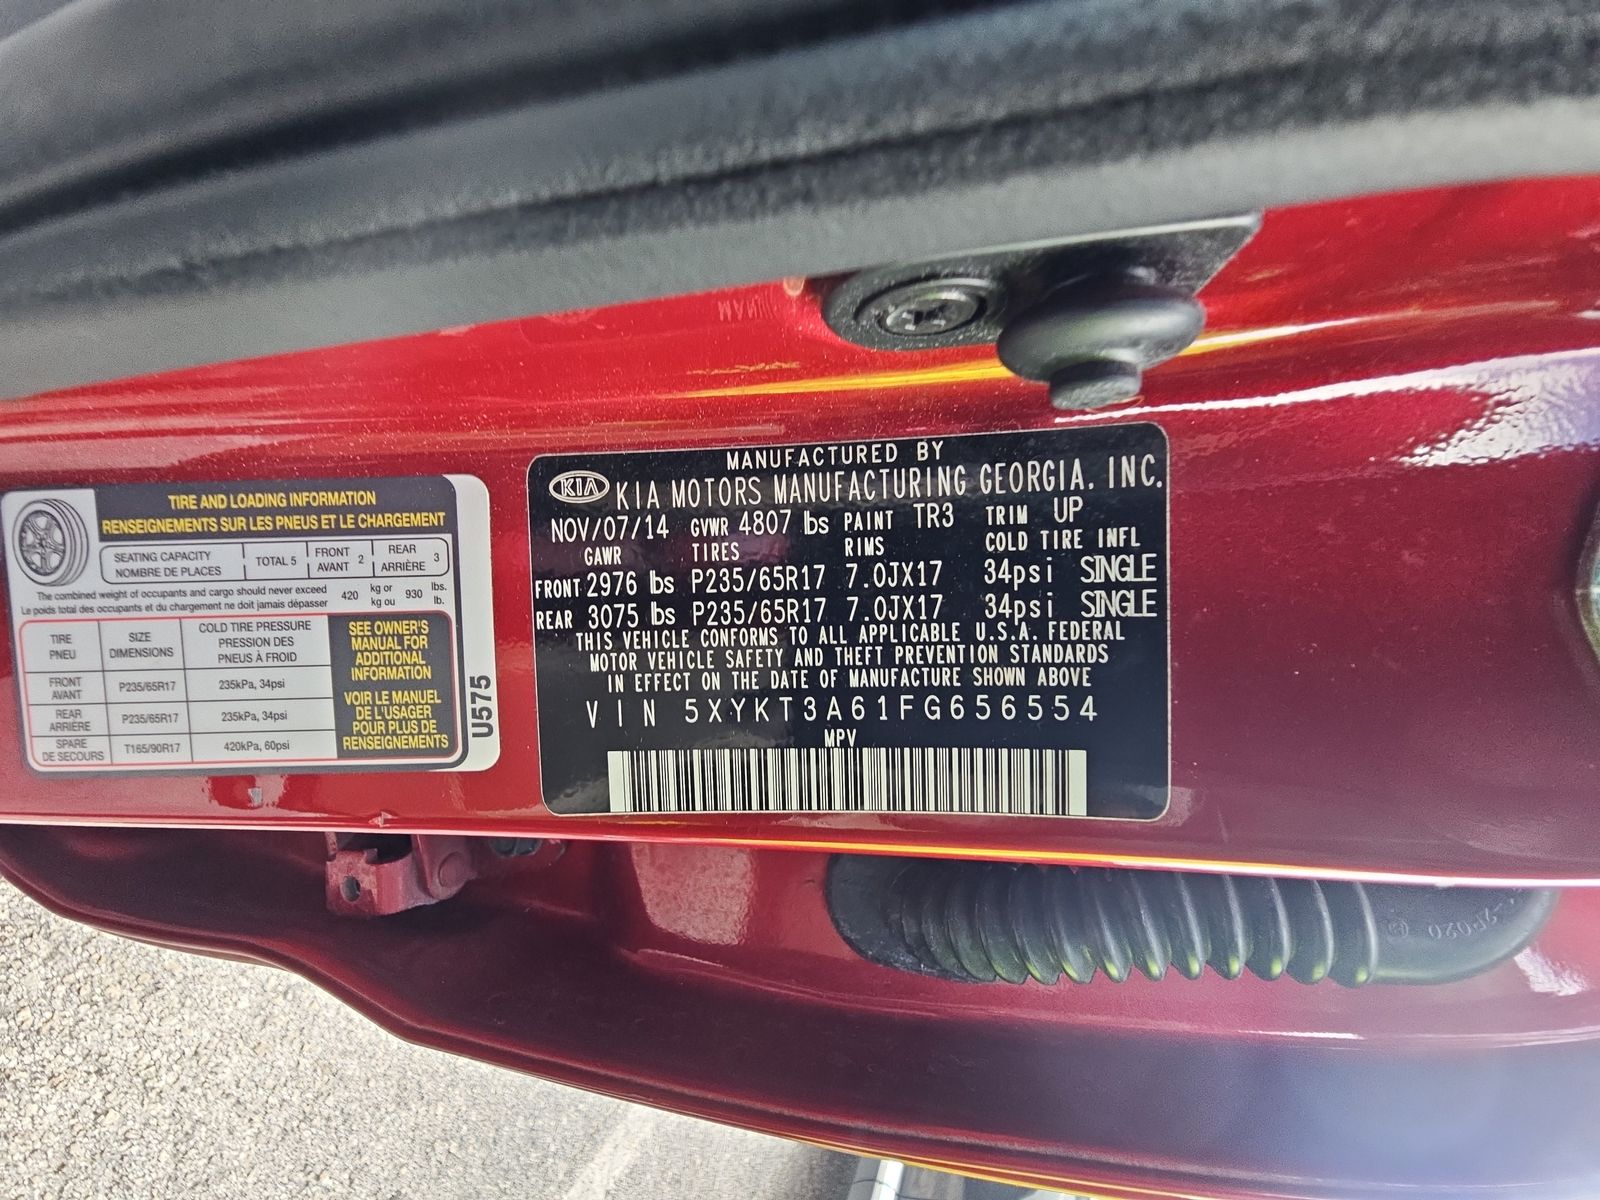 TIRE AND LOADING INFORMATION
RENSEIGNEMENTS SUR LES PNEUS ET LE CHARGEMENT
SEATING CAPACITY
NOMBRE DE PLACES
TOTAL 5
FRONT
AVANT 2
REAR
ARRIÈRE 3
The combined weight of occupants and cargo should never exceed
Le poids total des occupants et du chargement ne doit jamais dépasser
420
kg or
kg ou
930
lbs.
lb.
TIRE
PNEU
SIZE
DIMENSIONS
COLD TIRE PRESSURE
PRESSION DES
PNEUS À FROID
FRONT
AVANT
P235/65R17
235kPa, 34psi
REAR
ARRIÈRE
P235/65R17
235kPa, 34psi
SPARE
DE SECOURS
T165/90R17
420kPa, 60psi
SEE OWNER'S
MANUAL FOR
ADDITIONAL
INFORMATION
VOIR LE MANUEL
DE L'USAGER
POUR PLUS DE
RENSEIGNEMENTS
U575
MANUFACTURED BY
KIA KIA MOTORS MANUFACTURING GEORGIA, INC.
NOV/07/14 GVWR 4807 lbs PAINT TR3 TRIM UP
GAWR TIRES RIMS COLD TIRE INFL
FRONT 2976 lbs P235/65R17 7.0JX17 34psi SINGLE
REAR 3075 lbs P235/65R17 7.0JX17 34psi SINGLE
THIS VEHICLE CONFORMS TO ALL APPLICABLE U.S.A. FEDERAL
MOTOR VEHICLE SAFETY AND THEFT PREVENTION STANDARDS
IN EFFECT ON THE DATE OF MANUFACTURE SHOWN ABOVE
VIN 5XYKT3A61FG656554
MPV